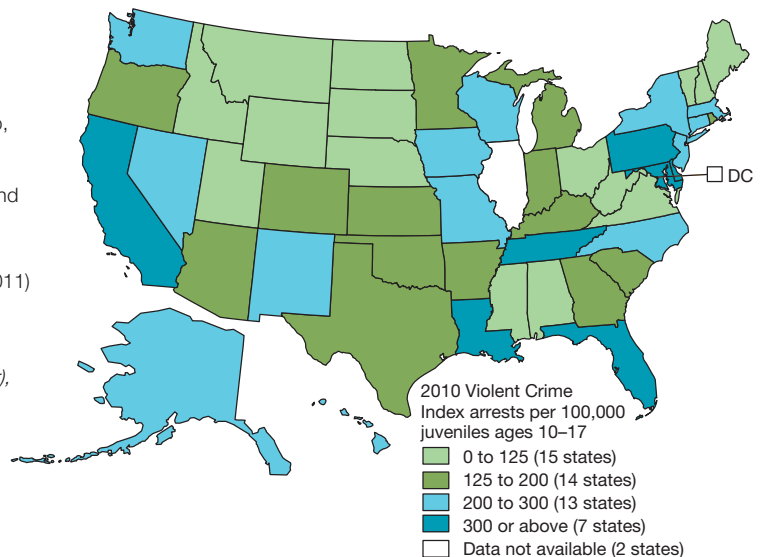 o,
nd
011)
),
DC
2010 Violent Crime
Index arrests per 100,000
juveniles ages 10–17
0 to 125 (15 states)
125 to 200 (14 states)
200 to 300 (13 states)
300 or above (7 states)
Data not available (2 states)